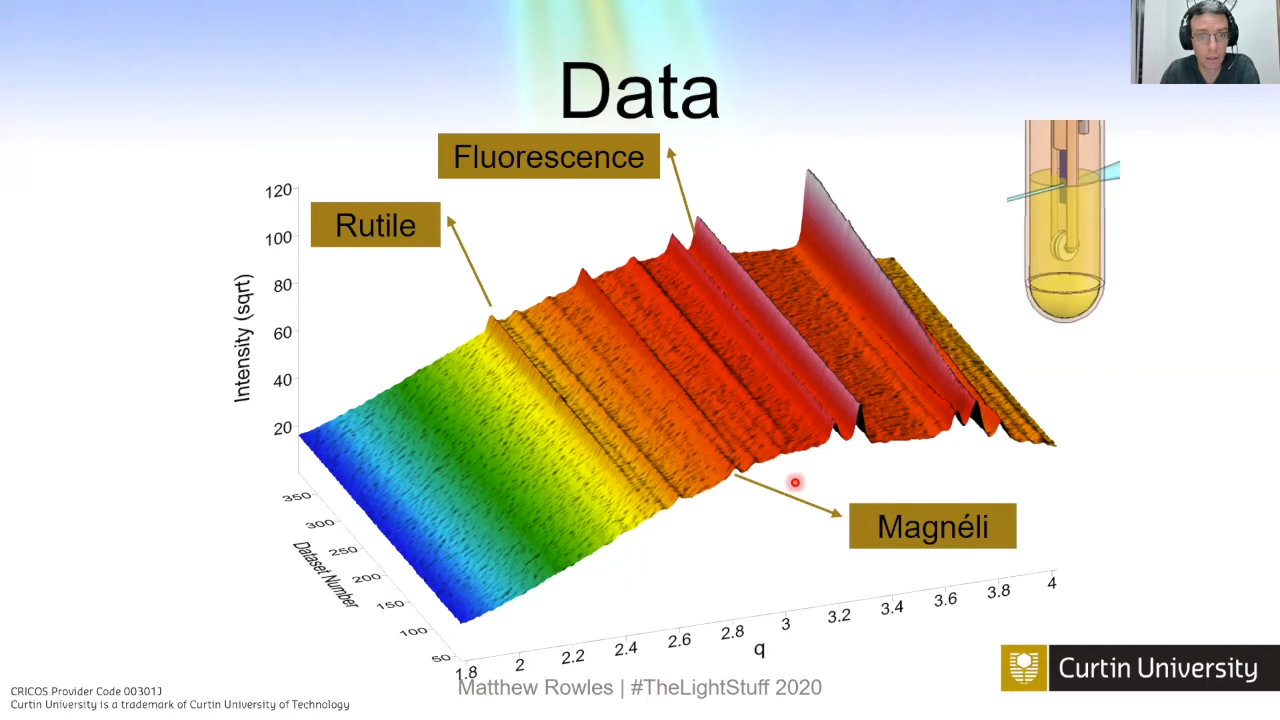 Data
Fluorescence
Rutile
Magnéli
Intensity (sqrt)
120
100
80
60
40
20
350
300
250
200
150
100
50
Dataset Number
1.8
2
2.2
2.4
2.6
2.8
3
3.2
3.4
3.6
3.8
4
q
Matthew Rowles | #TheLightStuff 2020
Curtin University
CRICOS Provider Code 00301J
Curtin University is a trademark of Curtin University of Technology